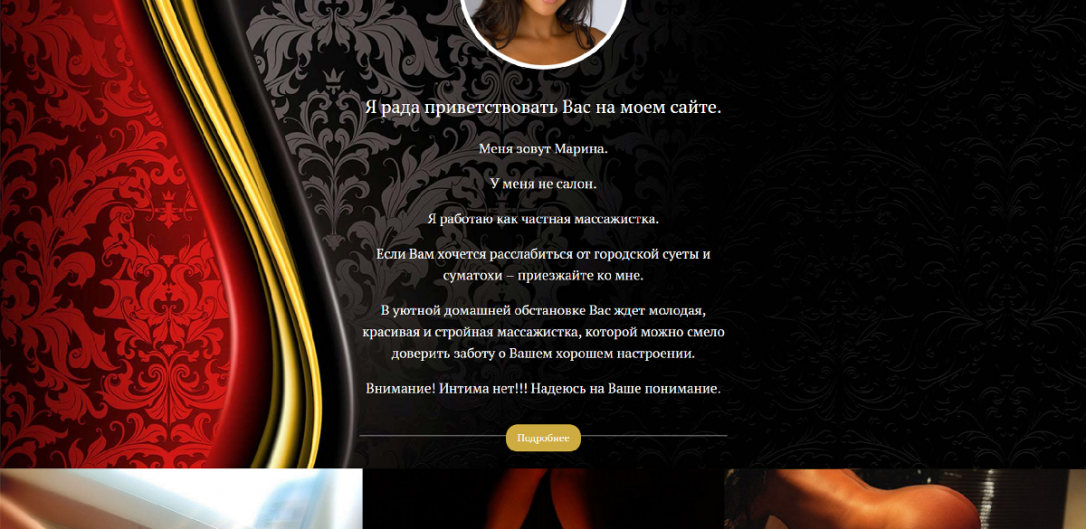 Я рада приветствовать Вас на моем сайте.
Меня зовут Марина.
У меня не салон.
Я работаю как частная массажистка.
Если Вам хочется расслабиться от городской суеты и
суматохи – приезжайте ко мне.
В уютной домашней обстановке Вас ждет молодая,
красивая и стройная массажистка, которой можно смело
доверить заботу о Вашем хорошем настроении.
Внимание! Интима нет!!! Надеюсь на Ваше понимание.
Подробнее